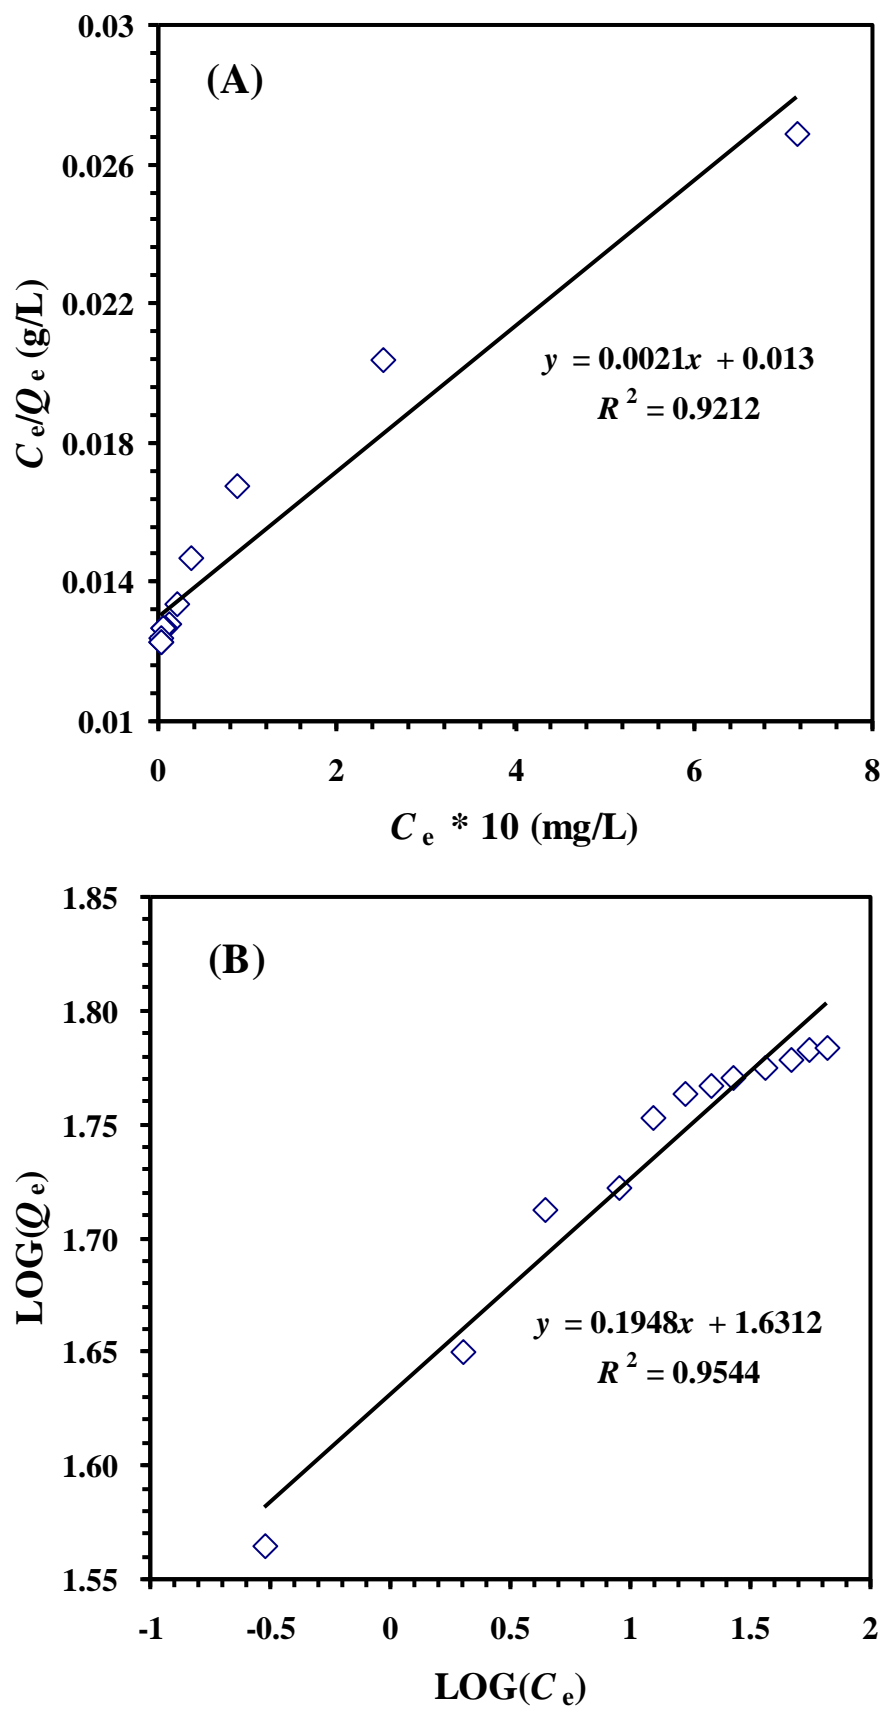 (A)
0.03
0.026
0.022
0.018
0.014
0.01
C e/Q e (g/L)
y = 0.0021x + 0.013
R 2 = 0.9212
0 2 4 6 8
C e * 10 (mg/L)
(B)
1.85
1.80
1.75
1.70
1.65
1.60
1.55
LOG(Q e)
y = 0.1948x + 1.6312
R 2 = 0.9544
-1 -0.5 0 0.5 1 1.5 2
LOG(C e)